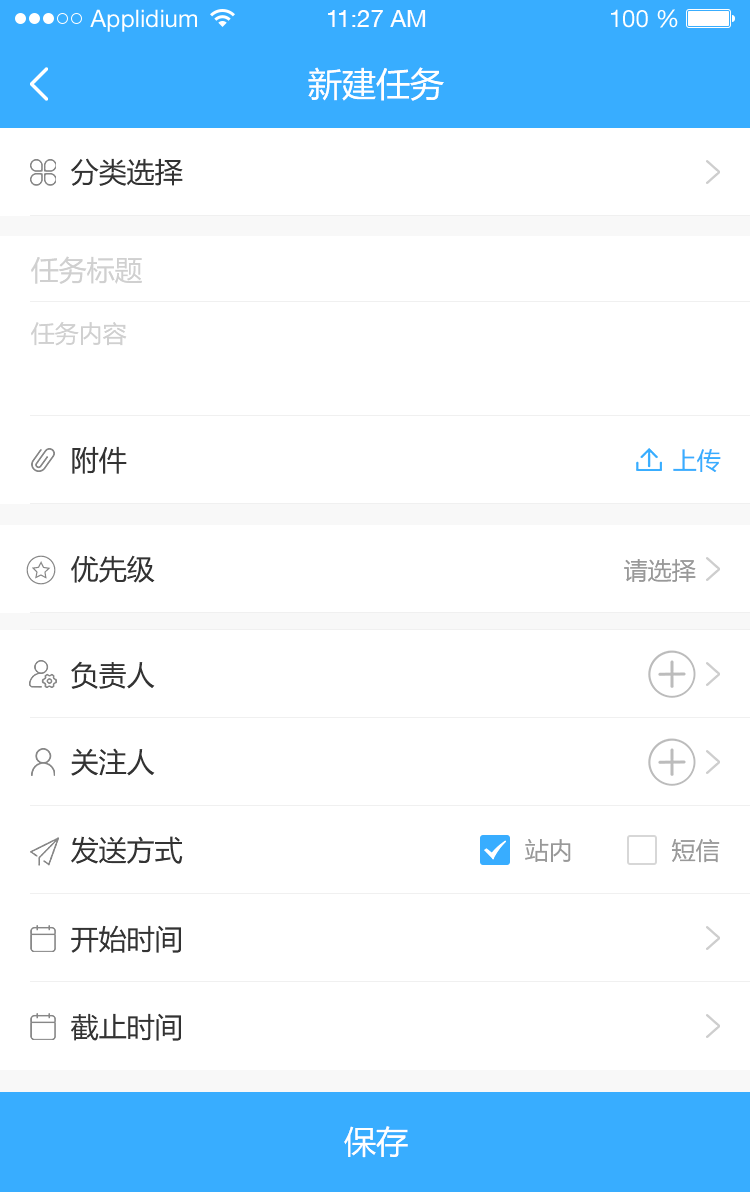 Applidium 11:27 AM 100 %
新建任务
分类选择
任务标题
任务内容
附件 上传
优先级 请选择
负责人
关注人
发送方式 站内 短信
开始时间
截止时间
保存